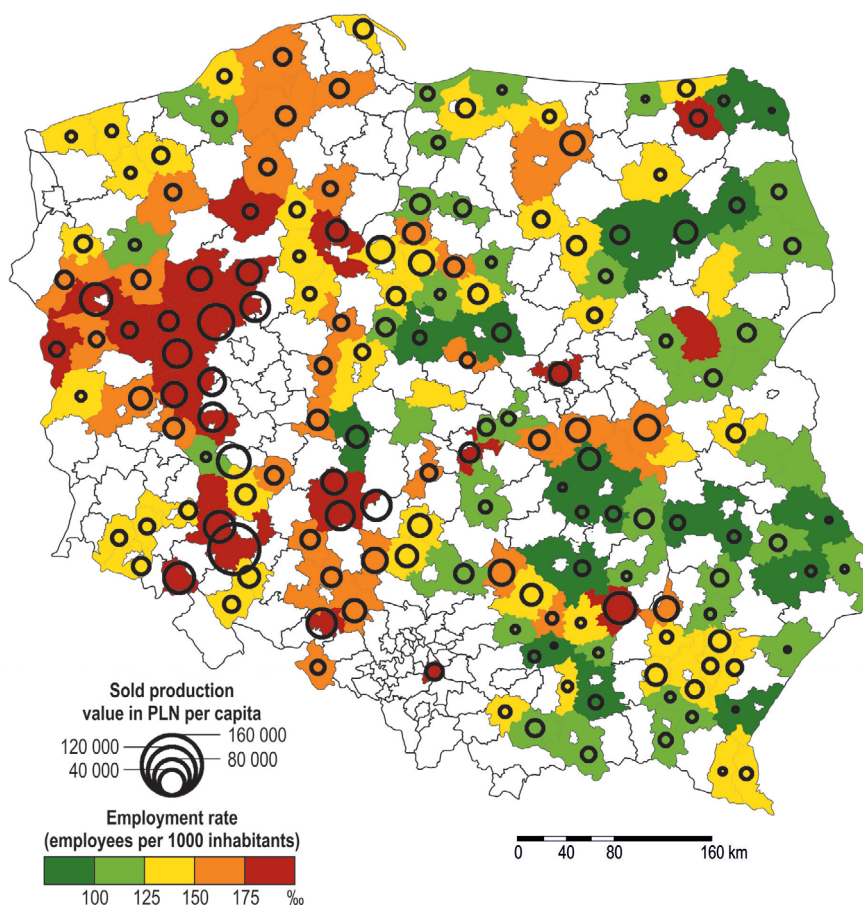 Sold production
value in PLN per capita
160 000
120 000
80 000
40 000
Employment rate
(employees per 1000 inhabitants)
100 125 150 175 ‰
0 40 80 160 km